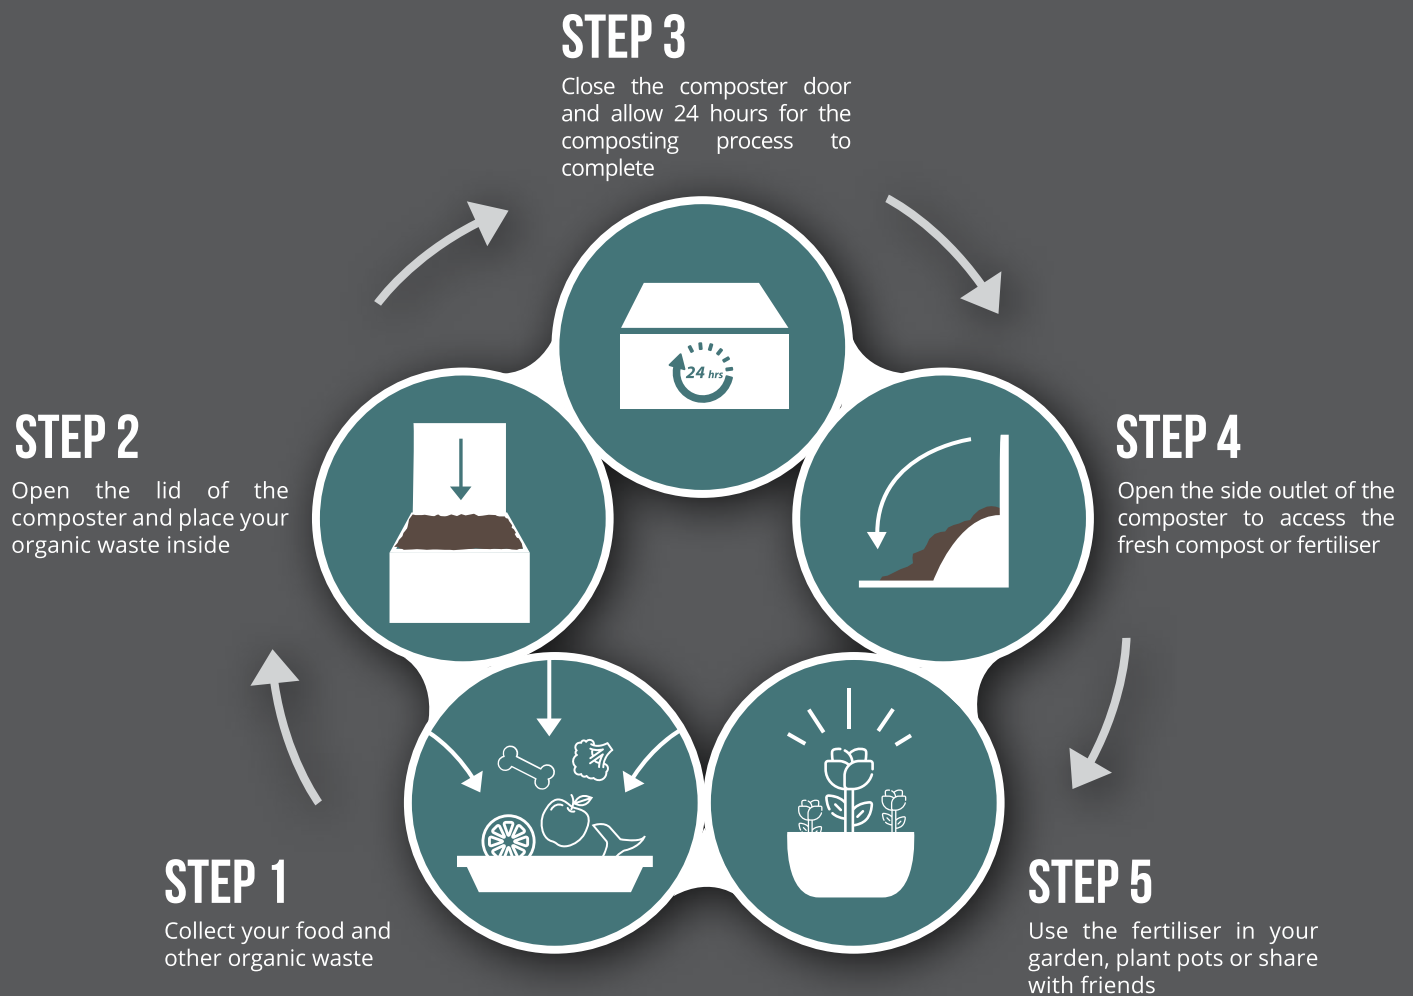 STEP 3
Close the composter door
and allow 24 hours for the
composting process to
complete
24 hrs
STEP 2
Open the lid of the
composter and place your
organic waste inside
STEP 4
Open the side outlet of the
composter to access the
fresh compost or fertiliser
STEP 1
Collect your food and
other organic waste
STEP 5
Use the fertiliser in your
garden, plant pots or share
with friends